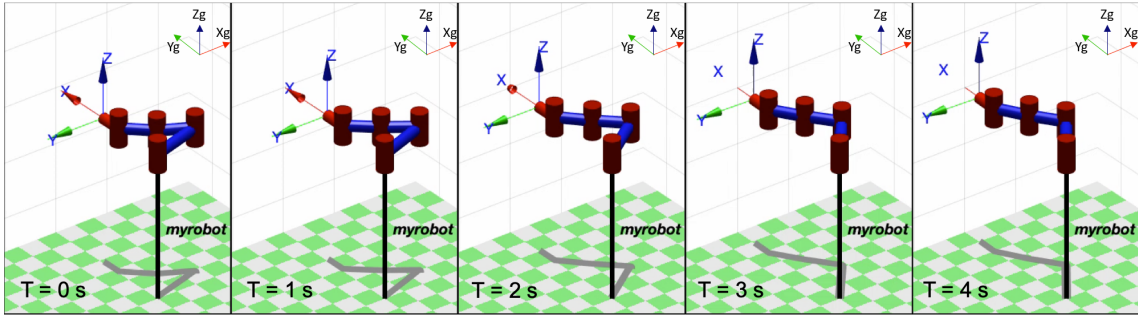 Zg
Xg
Yg
Z
X
Y
myrobot
T = 0 s
Zg
Xg
Yg
Z
X
Y
myrobot
T = 1 s
Zg
Xg
Yg
Z
X
Y
myrobot
T = 2 s
Zg
Xg
Yg
Z
X
Y
myrobot
T = 3 s
Zg
Xg
Yg
Z
X
Y
myrobot
T = 4 s